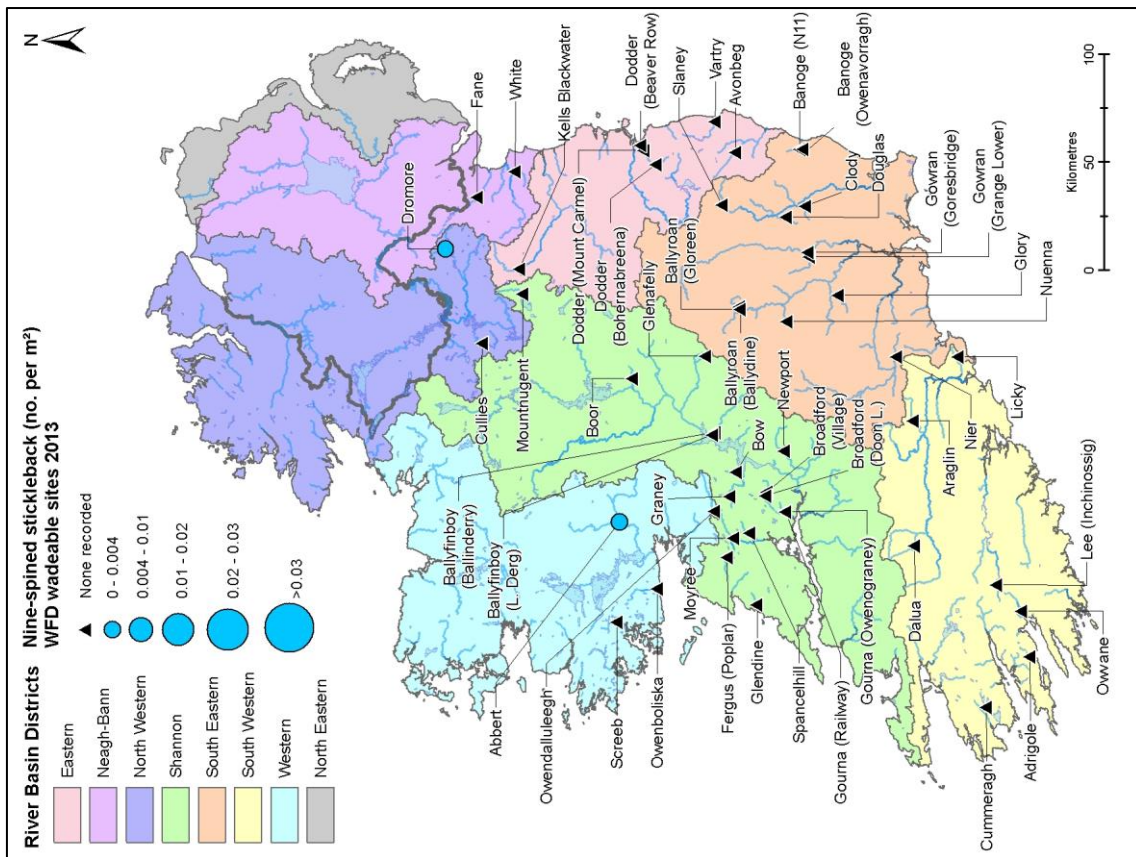 River Basin Districts
Eastern
Neagh-Bann
North Western
Shannon
South Eastern
South Western
Western
North Eastern
Nine-spined stickleback (no. per m²)
WFD wadeable sites 2013
None recorded
0 - 0.004
0.004 - 0.01
0.01 - 0.02
0.02 - 0.03
>0.03
N
Dromore
Fane
White
Kells Blackwater
Dodder
(Beaver Row)
Slaney
Vartry
Avonbeg
Banoge (N11)
Banoge
(Owenavorragh)
Cullies
Mountnugent
Bor
Dodder (Mount Carmel)
Dodder
(Bohernabreena)
Glenafelly
Ballyroan
(Gloreen)
Clody
Douglas
Gowran
(Goresbridge)
Gowran
(Grange Lower)
Glory
Nuenna
Ballyfinboy
(Ballinderry)
Ballyfinboy
(L. Derg)
Graney
Bow
Ballyroan
(Ballydine)
Newport
Broadford
(Village)
Broadford
(Doon L.)
Araglin
Nier
Licky
Abbert
Owendalluleegh
Screeb
Owenboliska
Moyree
Fergus (Poplar)
Glendine
Spancelhill
Gourna (Railway)
Gourna (Owenograney)
Dalua
Lee (Inchinossig)
Cummeragh
Adrigole
Owvane
0
50
100
Kilometres